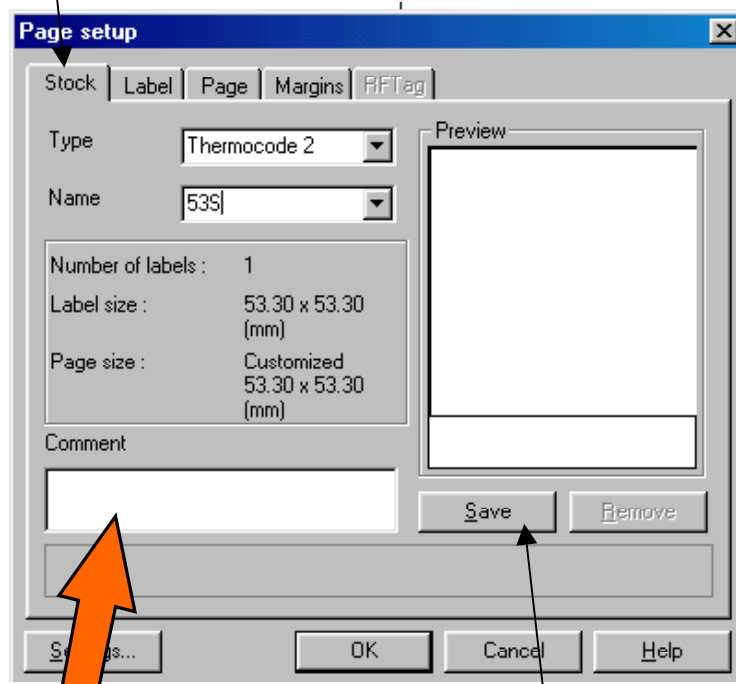 Page setup
Stock Label Page Margins RFTag
Type Thermocode 2
Preview
Name 53S
Number of labels : 1
Label size : 53.30 x 53.30
(mm)
Page size : Customized
53.30 x 53.30
(mm)
Comment
Save Remove
OK Cancel Help